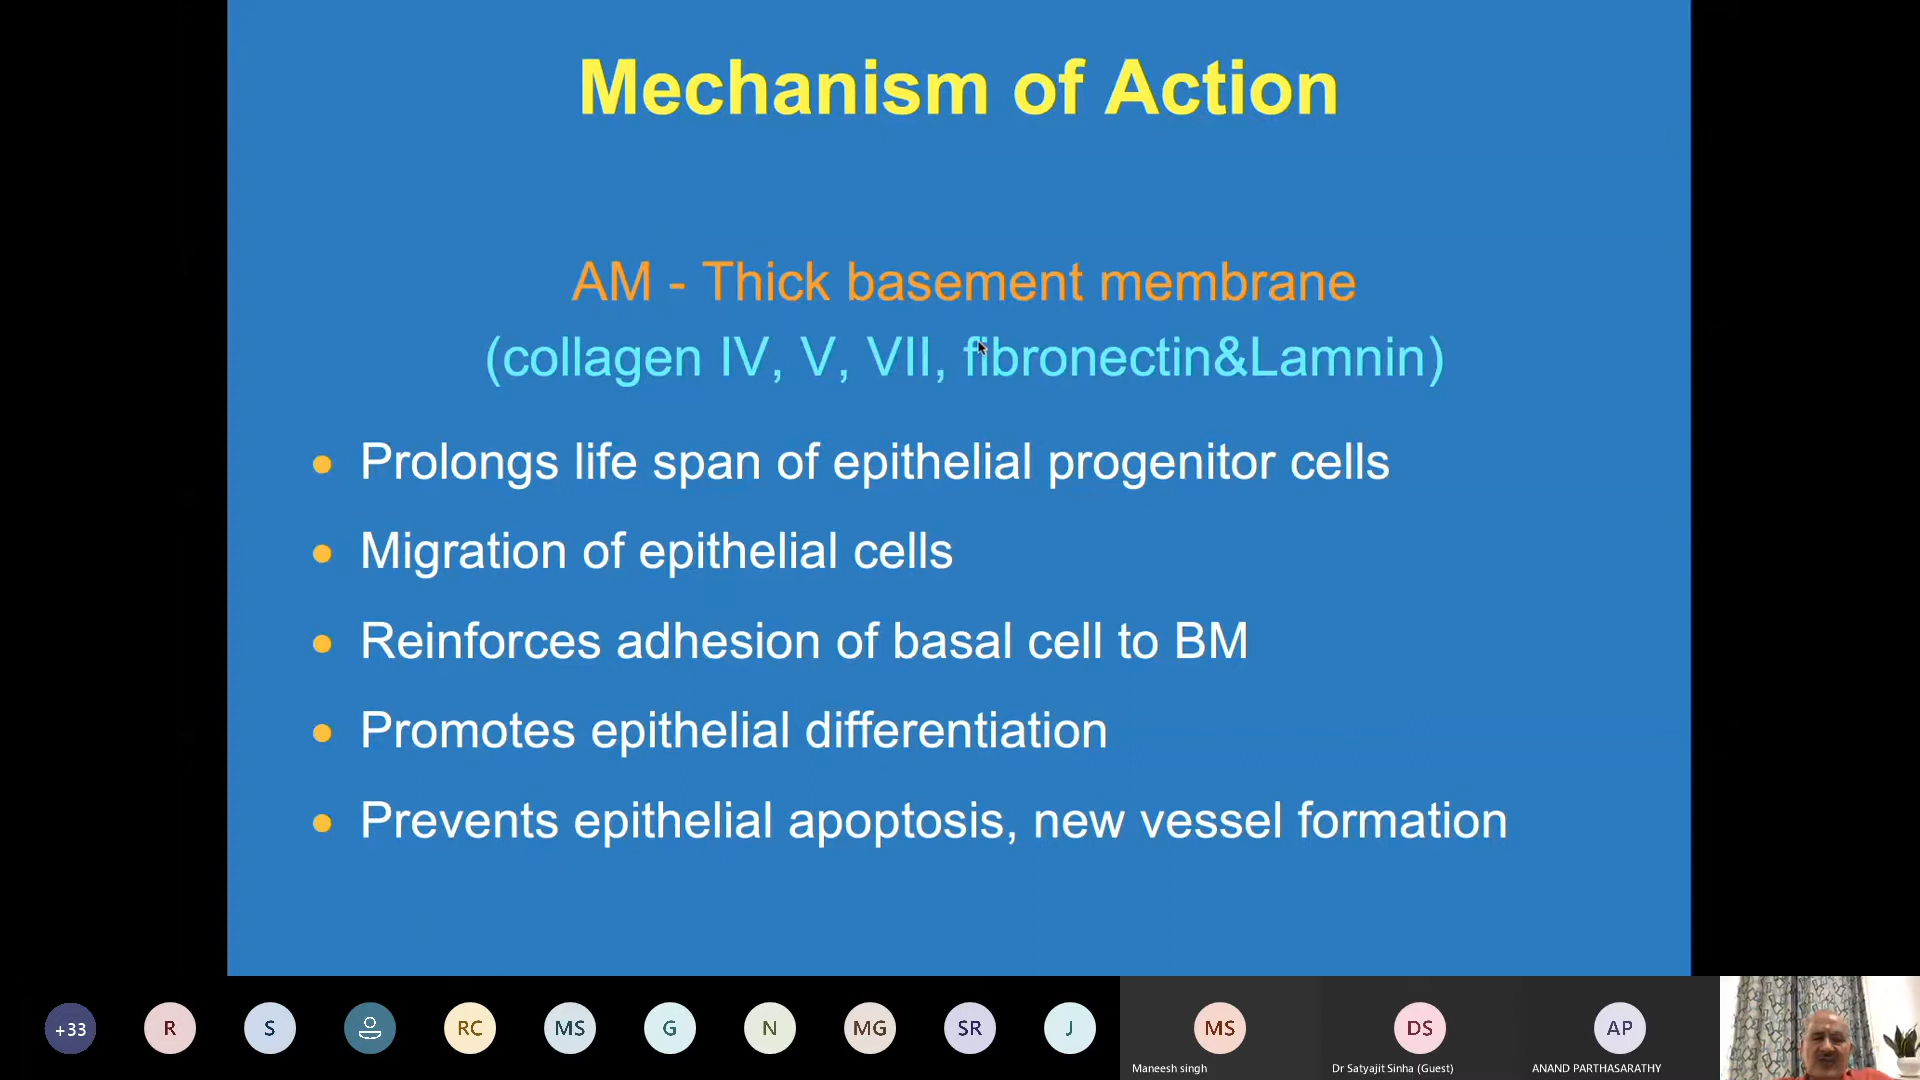 Mechanism of Action
AM - Thick basement membrane
(collagen IV, V, VII, fibronectin&Lamnin)
• Prolongs life span of epithelial progenitor cells
• Migration of epithelial cells
• Reinforces adhesion of basal cell to BM
• Promotes epithelial differentiation
• Prevents epithelial apoptosis, new vessel formation
+33 R S RC MS G N MG SR J MS DS AP
Maneesh singh Dr Satyajit Sinha (Guest) ANAND PARTHASARATHY